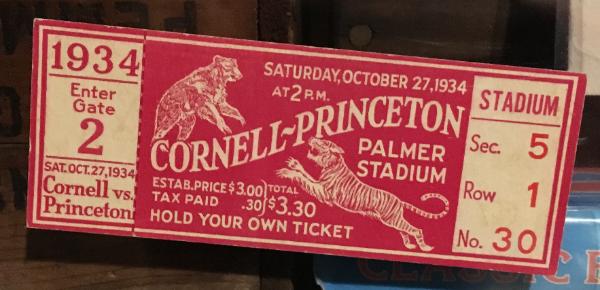 1934
Enter
Gate
2
SAT.OCT.27,1934
Cornell vs.
Princeton
SATURDAY, OCTOBER 27, 1934
AT 2 P.M.
CORNELL~PRINCETON
PALMER
STADIUM
ESTAB. PRICE $3.00
TAX PAID .30
TOTAL
$3.30
HOLD YOUR OWN TICKET
STADIUM
Sec. 5
Row 1
No. 30
CLASSIC